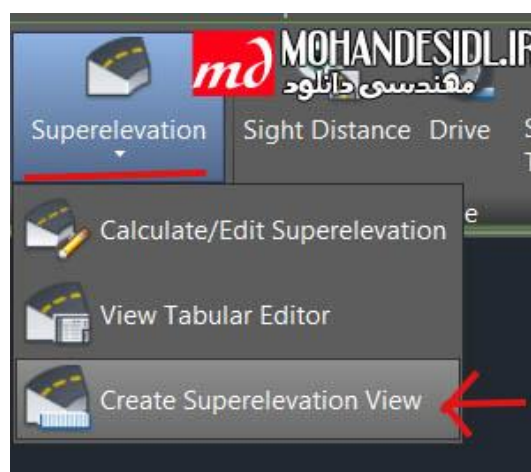 md MOHANDESIDL.IR
مهندسی دانلود
Superelevation
Sight Distance
Drive
Calculate/Edit Superelevation
View Tabular Editor
Create Superelevation View